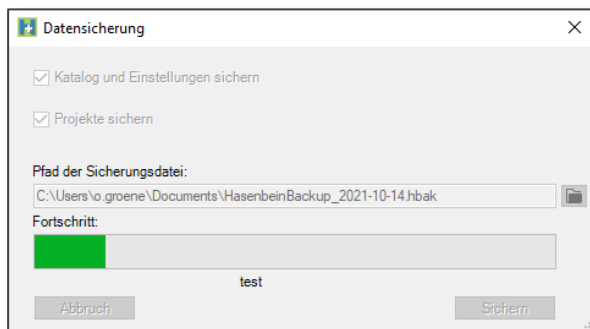 Datensicherung
Katalog und Einstellungen sichern
Projekte sichern
Pfad der Sicherungsdatei:
C:\Users\o.groene\Documents\HasenbeinBackup_2021-10-14.hbak
Fortschritt:
test
Abbruch Sichern